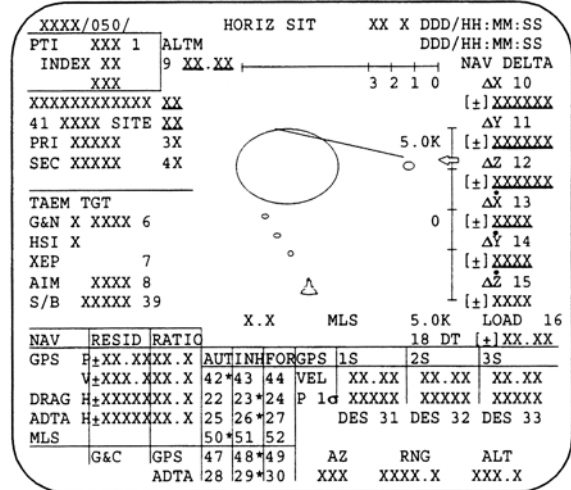 XXXX/050/ HORIZ SIT XX X DDD/HH:MM:SS
PTI XXX 1 ALTM DDD/HH:MM:SS
INDEX XX 9 XX.XX NAV DELTA
XXX 3 2 1 0 ΔX 10
XXXXXXXXXXXX XX [±]XXXXXX
41 XXXX SITE XX ΔY 11
PRI XXXXX 3X 5.0K [±]XXXXXX
SEC XXXXX 4X ΔZ 12
[±]XXXXXX
TAEM TGT ΔẊ 13
G&N X XXXX 6 0 [±]XXXX
HSI X ΔẎ 14
XEP 7 [±]XXXX
AIM XXXX 8 ΔŻ 15
S/B XXXXX 39 [±]XXXX
X.X MLS 5.0K LOAD 16
18 DT [±]XX.XX
NAV RESID RATIO
GPS P±XX.XX XX.X AUT INH FOR GPS 1S 2S 3S
V±XX.XX XX.X 42*43 44 VEL XX.XX XX.XX XX.XX
DRAG H±XXXXX XX.X 22 23*24 P 1σ XXXXX XXXXX XXXXX
ADTA H±XXXXX XX.X 25 26*27 DES 31 DES 32 DES 33
MLS 50*51 52
G&C GPS 47 48*49 AZ RNG ALT
ADTA 28 29*30 XXX XXXX.X XXX.X